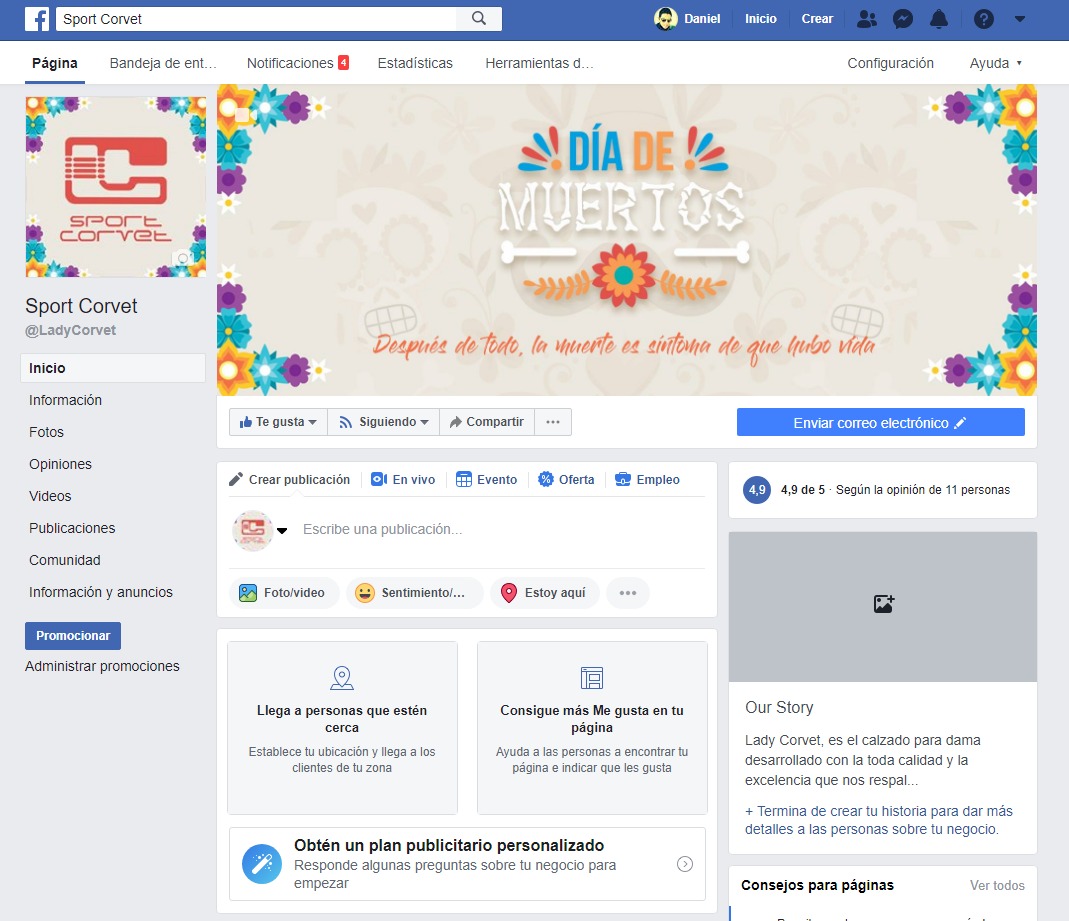 Sport Corvet
Daniel
Inicio
Crear
Página
Bandeja de ent...
Notificaciones 4
Estadísticas
Herramientas d...
Configuración
Ayuda
SPORT
CORVET
DÍA DE
MUERTOS
Después de todo, la muerte es síntoma de que hubo vida
Sport Corvet
@LadyCorvet
Inicio
Información
Fotos
Opiniones
Videos
Publicaciones
Comunidad
Información y anuncios
Promocionar
Administrar promociones
Te gusta
Siguiendo
Compartir
Enviar correo electrónico
Crear publicación
En vivo
Evento
Oferta
Empleo
Escribe una publicación...
Foto/video
Sentimiento/...
Estoy aquí
Llega a personas que estén
cerca
Establece tu ubicación y llega a los
clientes de tu zona
Consigue más Me gusta en tu
página
Ayuda a las personas a encontrar tu
página e indicar que les gusta
Obtén un plan publicitario personalizado
Responde algunas preguntas sobre tu negocio para
empezar
4,9
4,9 de 5 · Según la opinión de 11 personas
Our Story
Lady Corvet, es el calzado para dama
desarrollado con la toda calidad y la
excelencia que nos respal...
+ Termina de crear tu historia para dar más
detalles a las personas sobre tu negocio.
Consejos para páginas
Ver todos